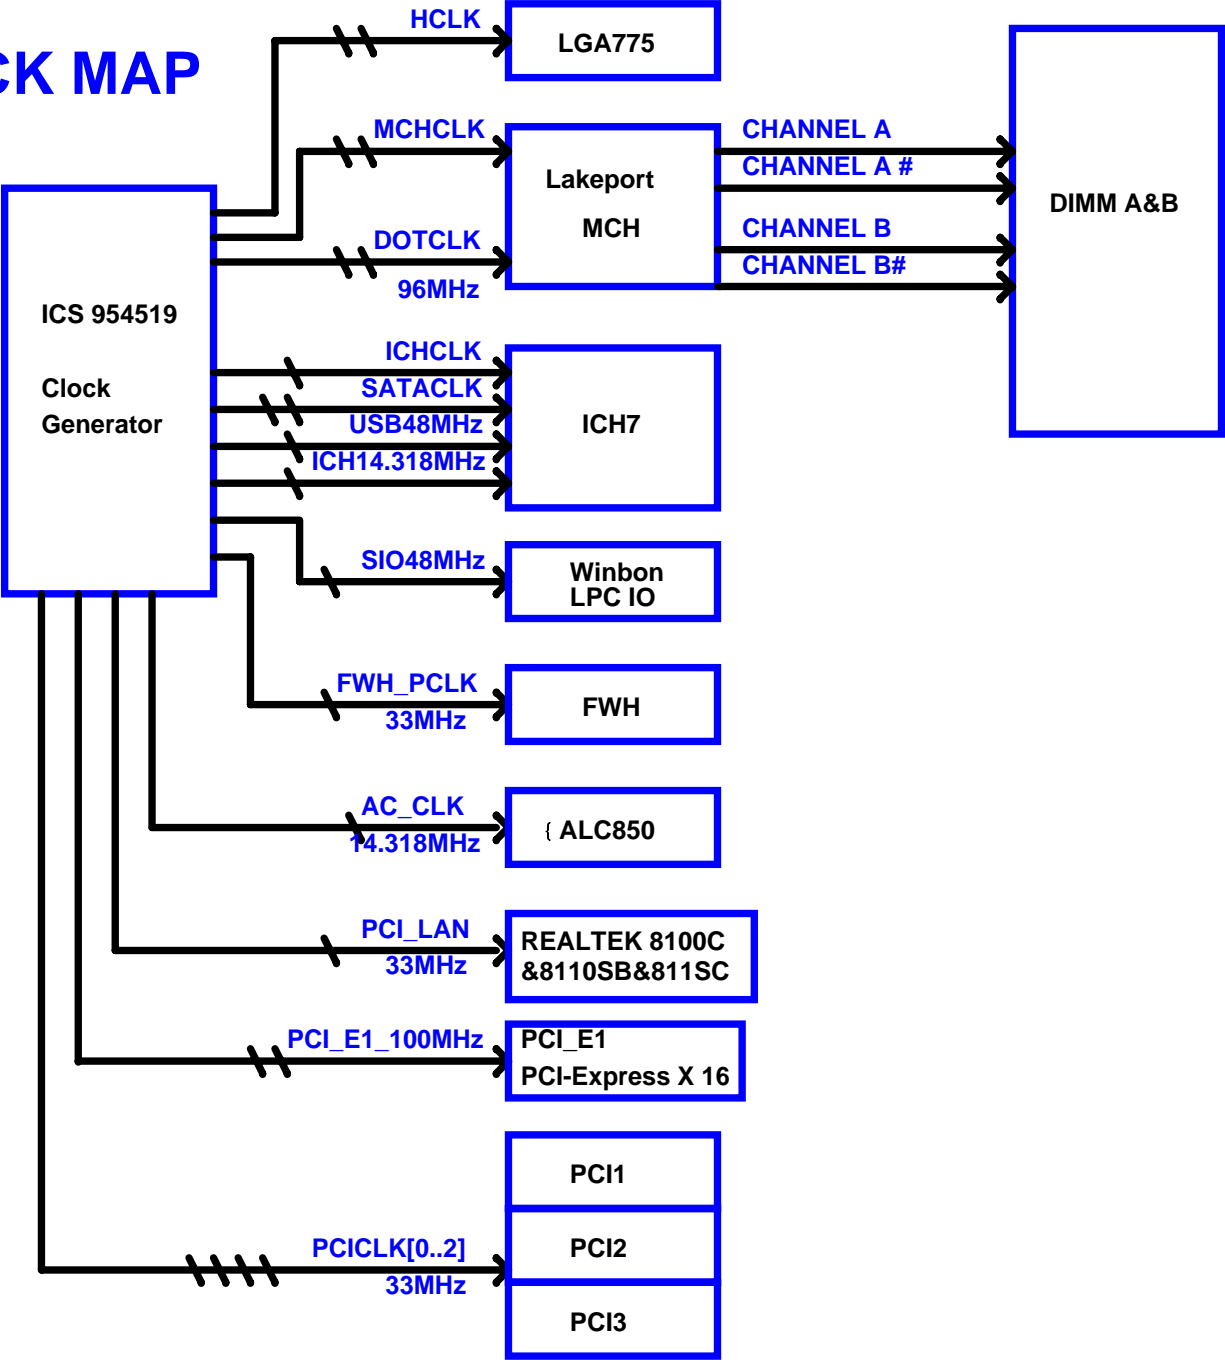 CK MAP
HCLK
LGA775
MCHCLK
Lakeport
MCH
DOTCLK
96MHz
CHANNEL A
CHANNEL A #
CHANNEL B
CHANNEL B#
DIMM A&B
ICS 954519
Clock
Generator
ICHCLK
SATACLK
USB48MHz
ICH14.318MHz
ICH7
SIO48MHz
Winbon
LPC IO
FWH_PCLK
33MHz
FWH
AC_CLK
14.318MHz
{ ALC850
PCI_LAN
33MHz
REALTEK 8100C
&8110SB&811SC
PCI_E1_100MHz
PCI_E1
PCI-Express X 16
PCI1
PCICLK[0..2]
33MHz
PCI2
PCI3